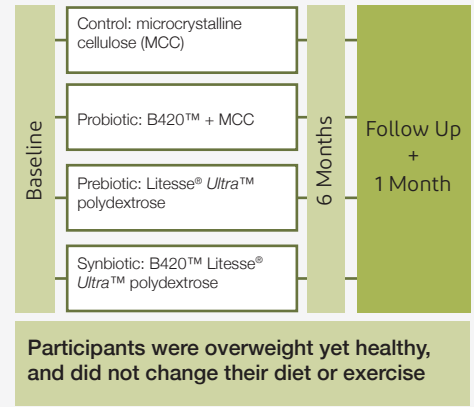 Baseline
Control: microcrystalline
cellulose (MCC)
Probiotic: B420™ + MCC
Prebiotic: Litesse® Ultra™
polydextrose
Synbiotic: B420™ Litesse®
Ultra™ polydextrose
6 Months
Follow Up
+
1 Month
Participants were overweight yet healthy,
and did not change their diet or exercise